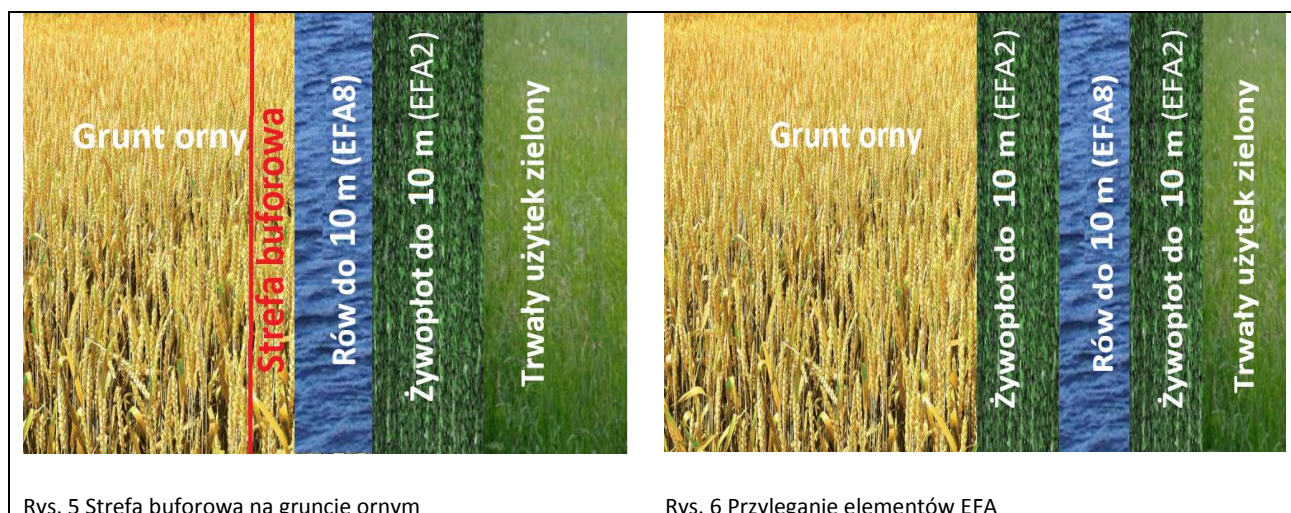 Grunt orny
Strefa buforowa
Rów do 10 m (EFA8)
Żywopłot do 10 m (EFA2)
Trwały użytek zielony
Grunt orny
Żywopłot do 10 m (EFA2)
Rów do 10 m (EFA8)
Żywopłot do 10 m (EFA2)
Trwały użytek zielony
Rys. 5 Strefa buforowa na gruncie ornym
Rys. 6 Przyleganie elementów EFA